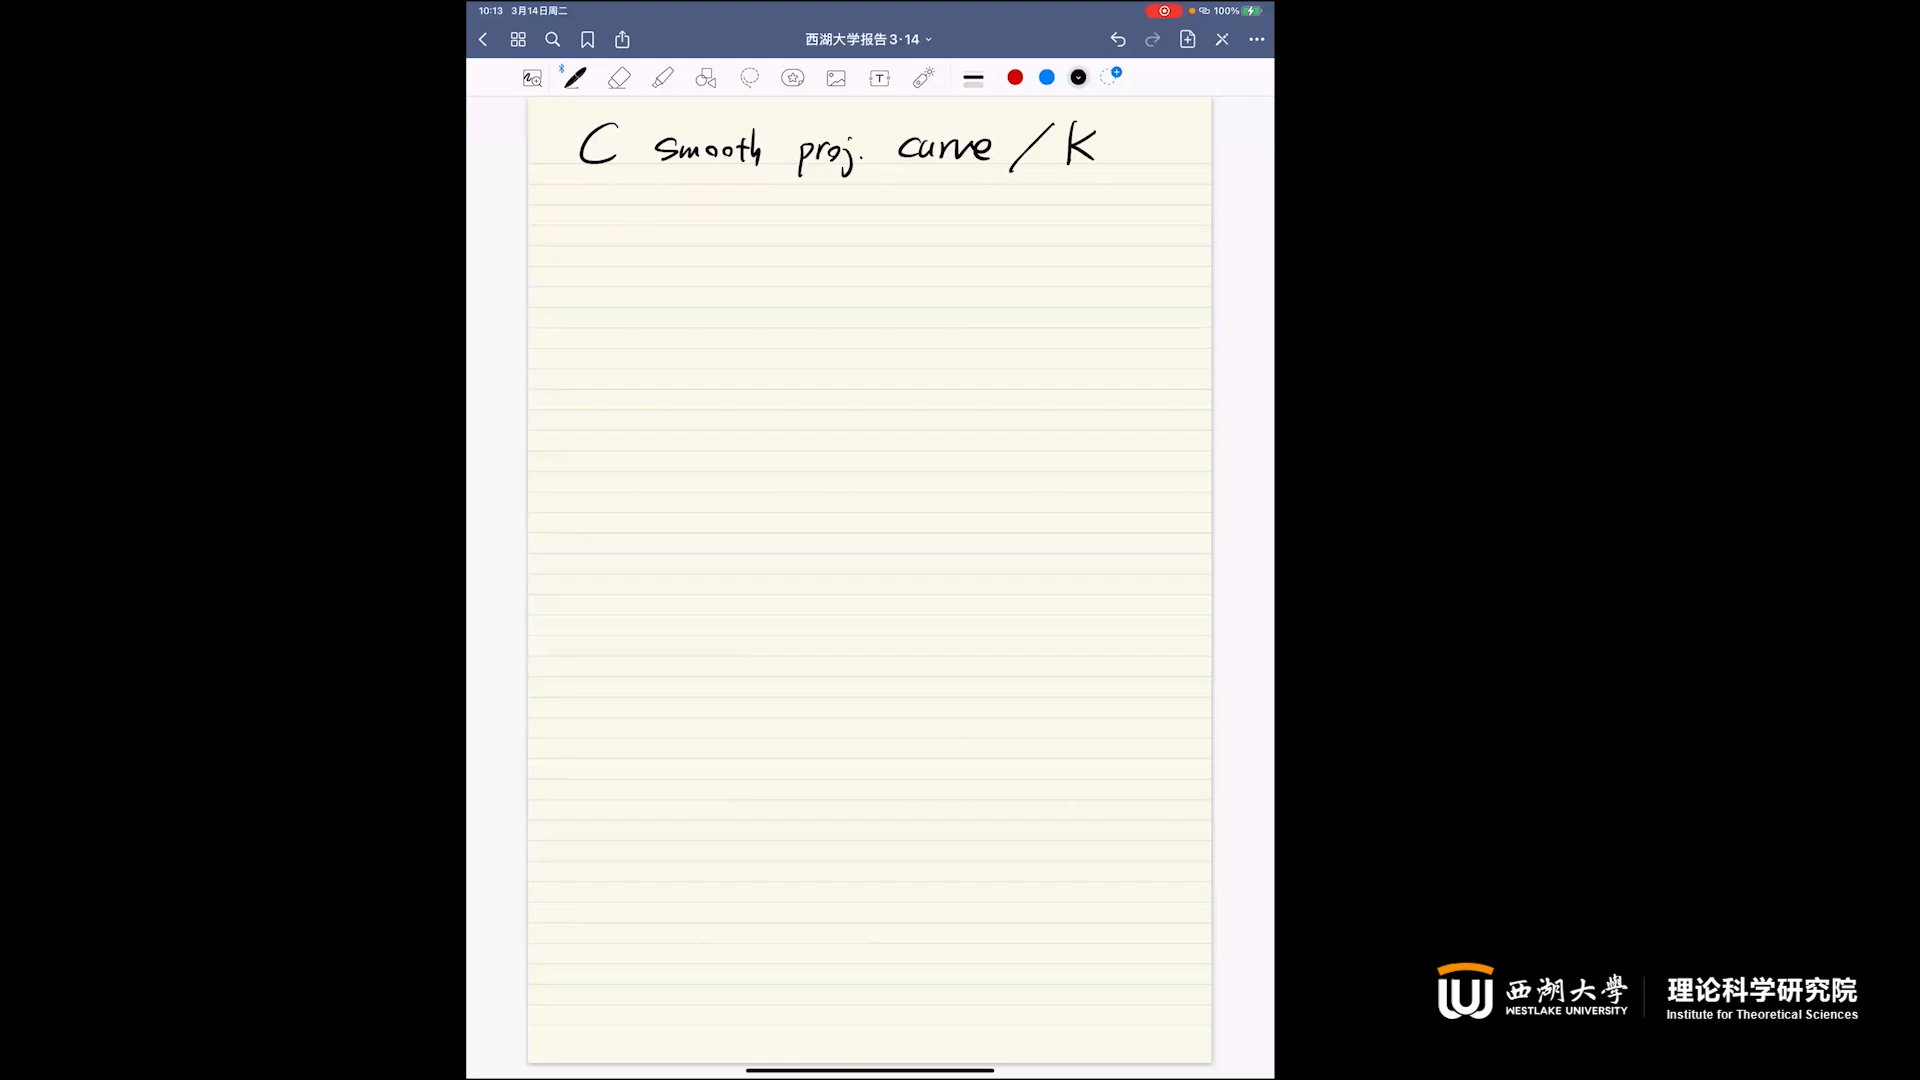 10:13 3月14日周二
100%
西湖大学报告 3·14
T
C smooth proj. curve / K
西湖大學
WESTLAKE UNIVERSITY
理论科学研究院
Institute for Theoretical Sciences